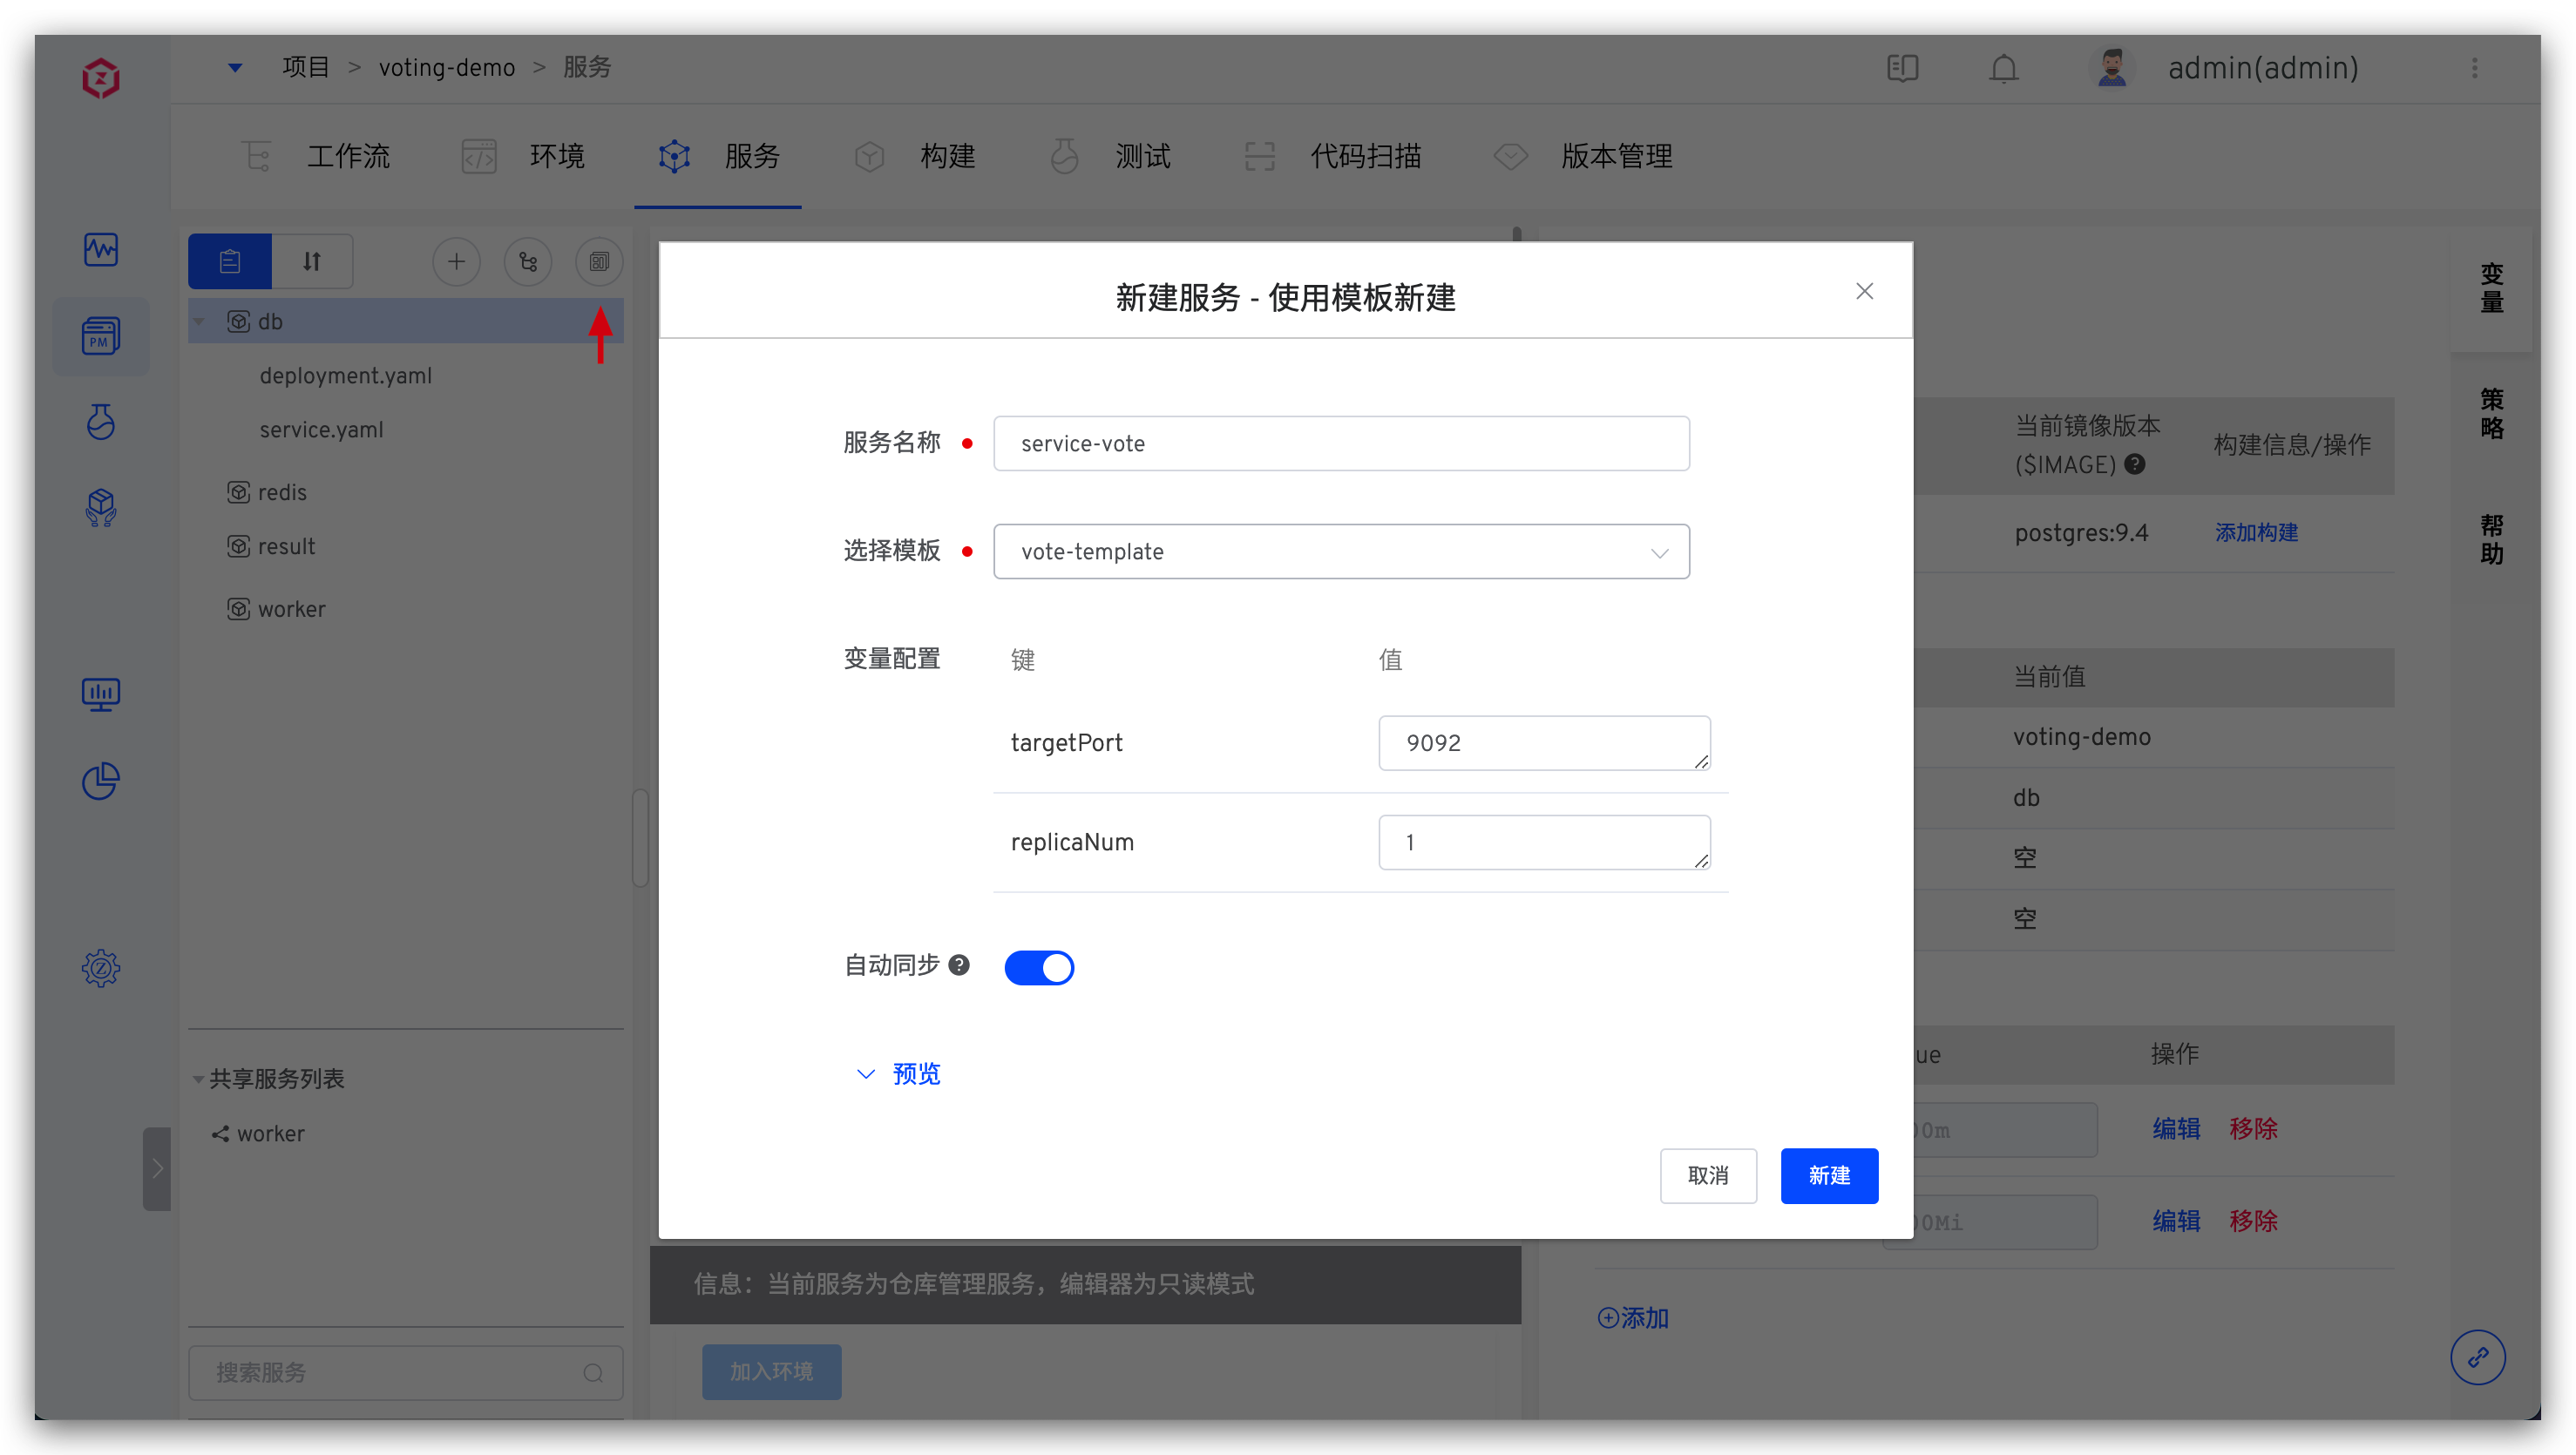 项目 > voting-demo > 服务
admin(admin)
工作流 环境 服务 构建 测试 代码扫描 版本管理
PM
db
deployment.yaml
service.yaml
redis
result
worker
共享服务列表
worker
搜索服务
新建服务 - 使用模板新建
服务名称 service-vote
选择模板 vote-template
变量配置 键 值
targetPort 9092
replicaNum 1
自动同步
预览
取消 新建
信息：当前服务为仓库管理服务，编辑器为只读模式
加入环境
当前镜像版本
($IMAGE)
构建信息/操作
postgres:9.4 添加构建
当前值
voting-demo
db
空
空
ue 操作
00m 编辑 移除
00Mi 编辑 移除
添加
变量
策略
帮助